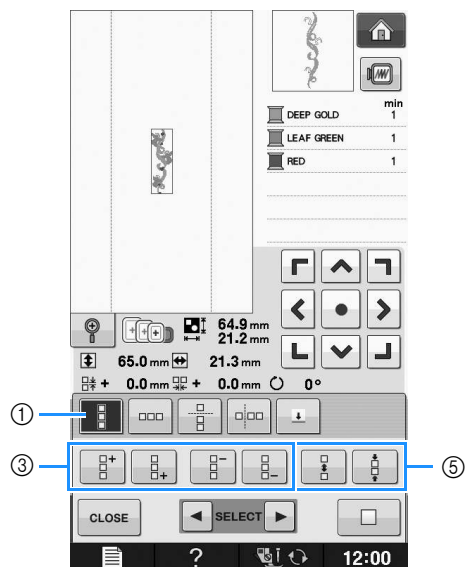 min
DEEP GOLD 1
LEAF GREEN 1
RED 1
64.9 mm
21.2 mm
65.0 mm 21.3 mm
+ 0.0 mm + 0.0 mm 0°
①
③
⑤
CLOSE SELECT
? 12:00